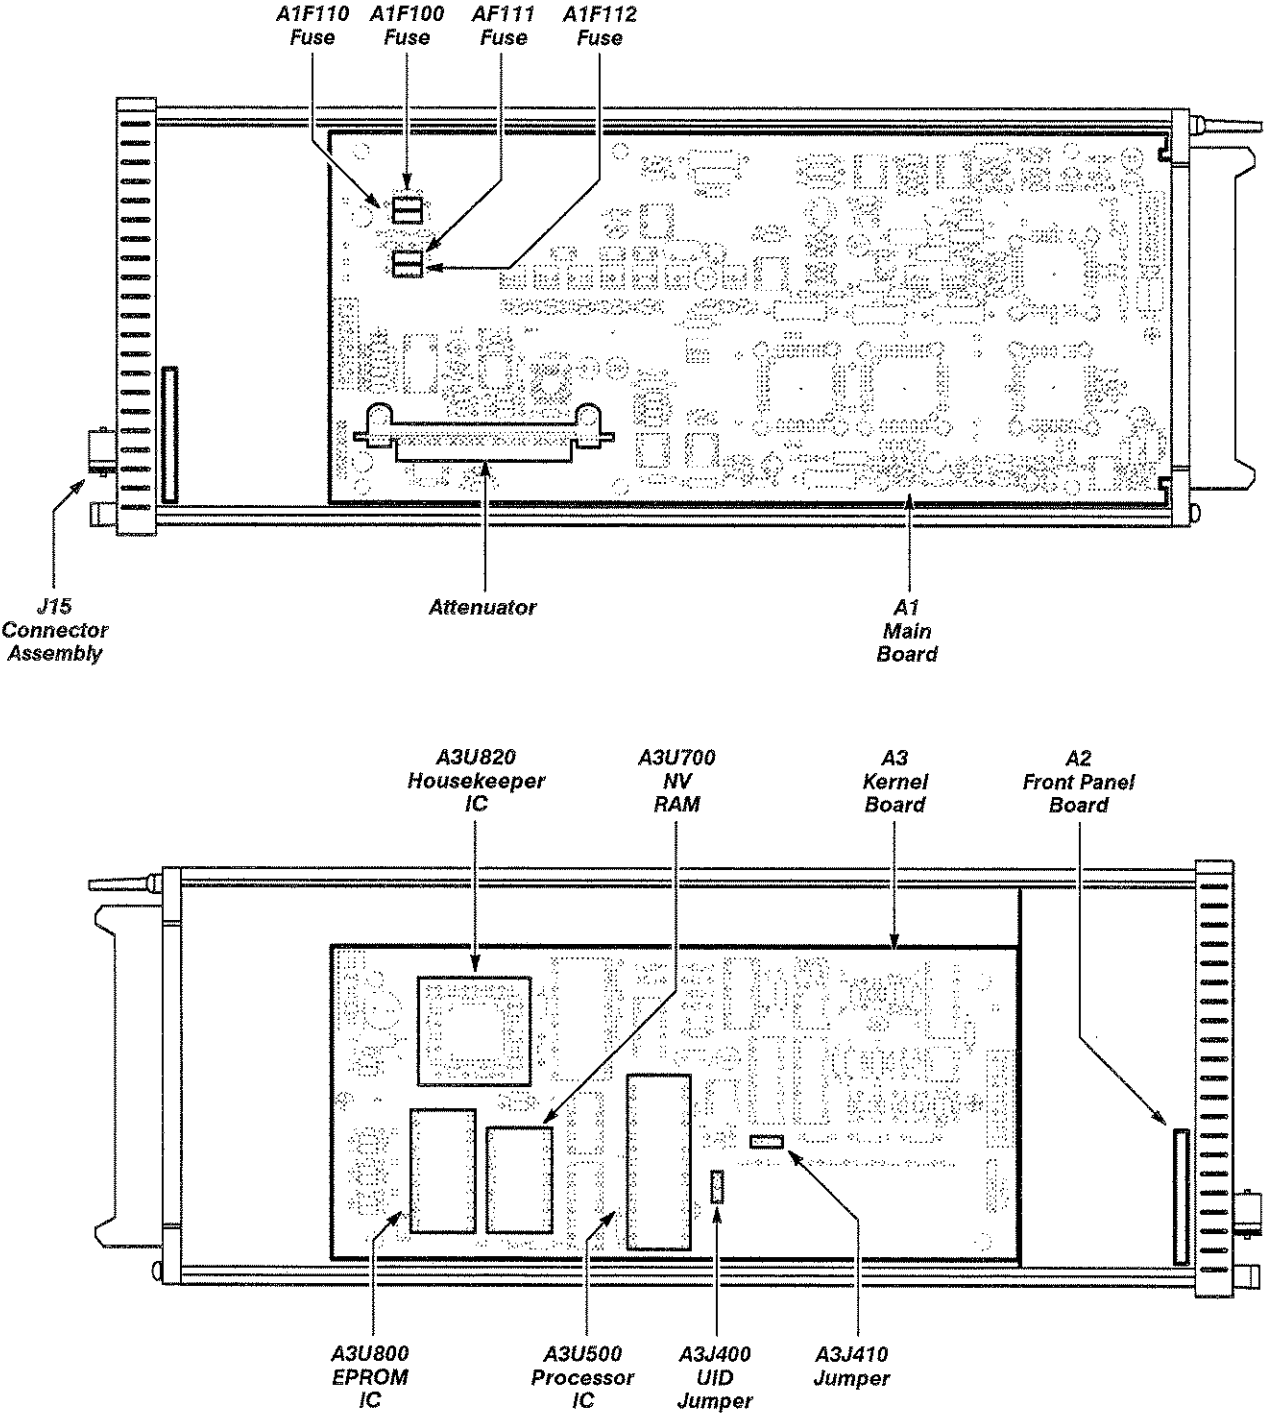 A1F110
Fuse
A1F100
Fuse
AF111
Fuse
A1F112
Fuse
J15
Connector
Assembly
Attenuator
A1
Main
Board
A3U820
Housekeeper
IC
A3U700
NV
RAM
A3
Kernel
Board
A2
Front Panel
Board
A3U800
EPROM
IC
A3U500
Processor
IC
A3J400
UID
Jumper
A3J410
Jumper